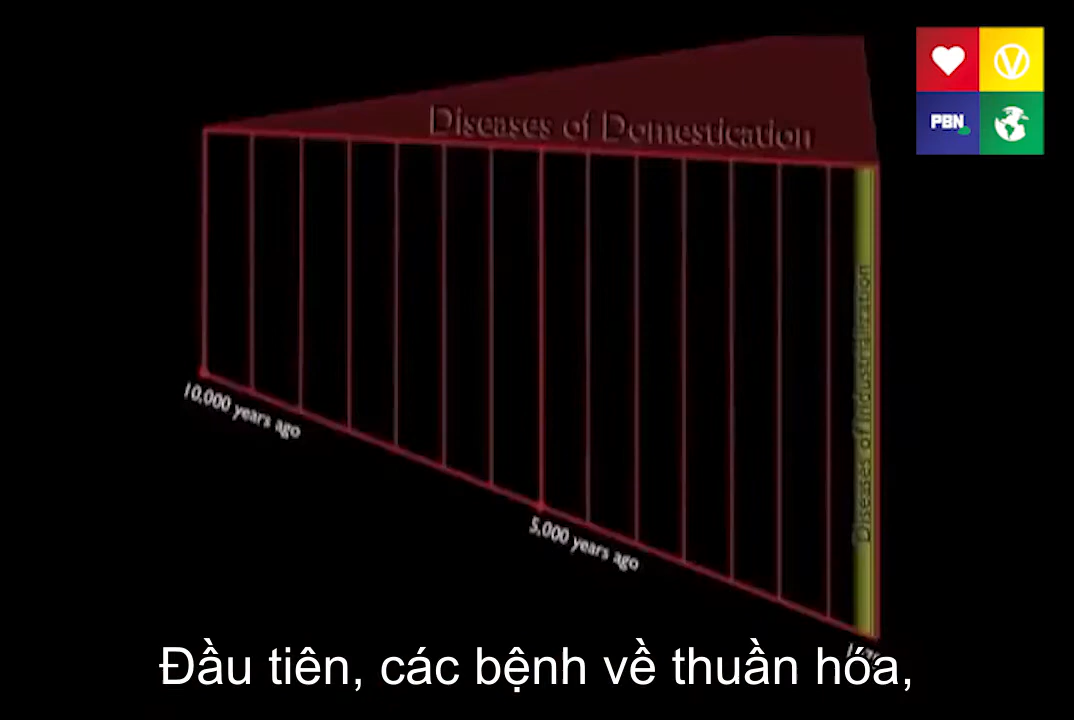 Diseases of Domestication
PBN
Diseases of Industrialization
10,000 years ago
5,000 years ago
Đầu tiên, các bệnh về thuần hóa,